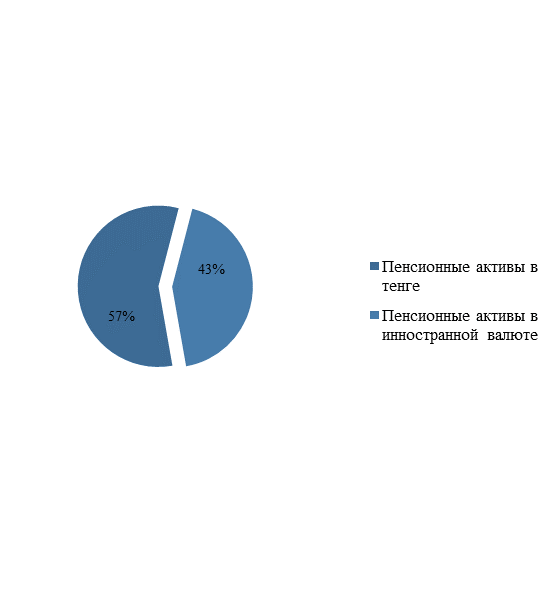 43%
57%
Пенсионные активы в
тенге
Пенсионные активы в
инностранной валюте